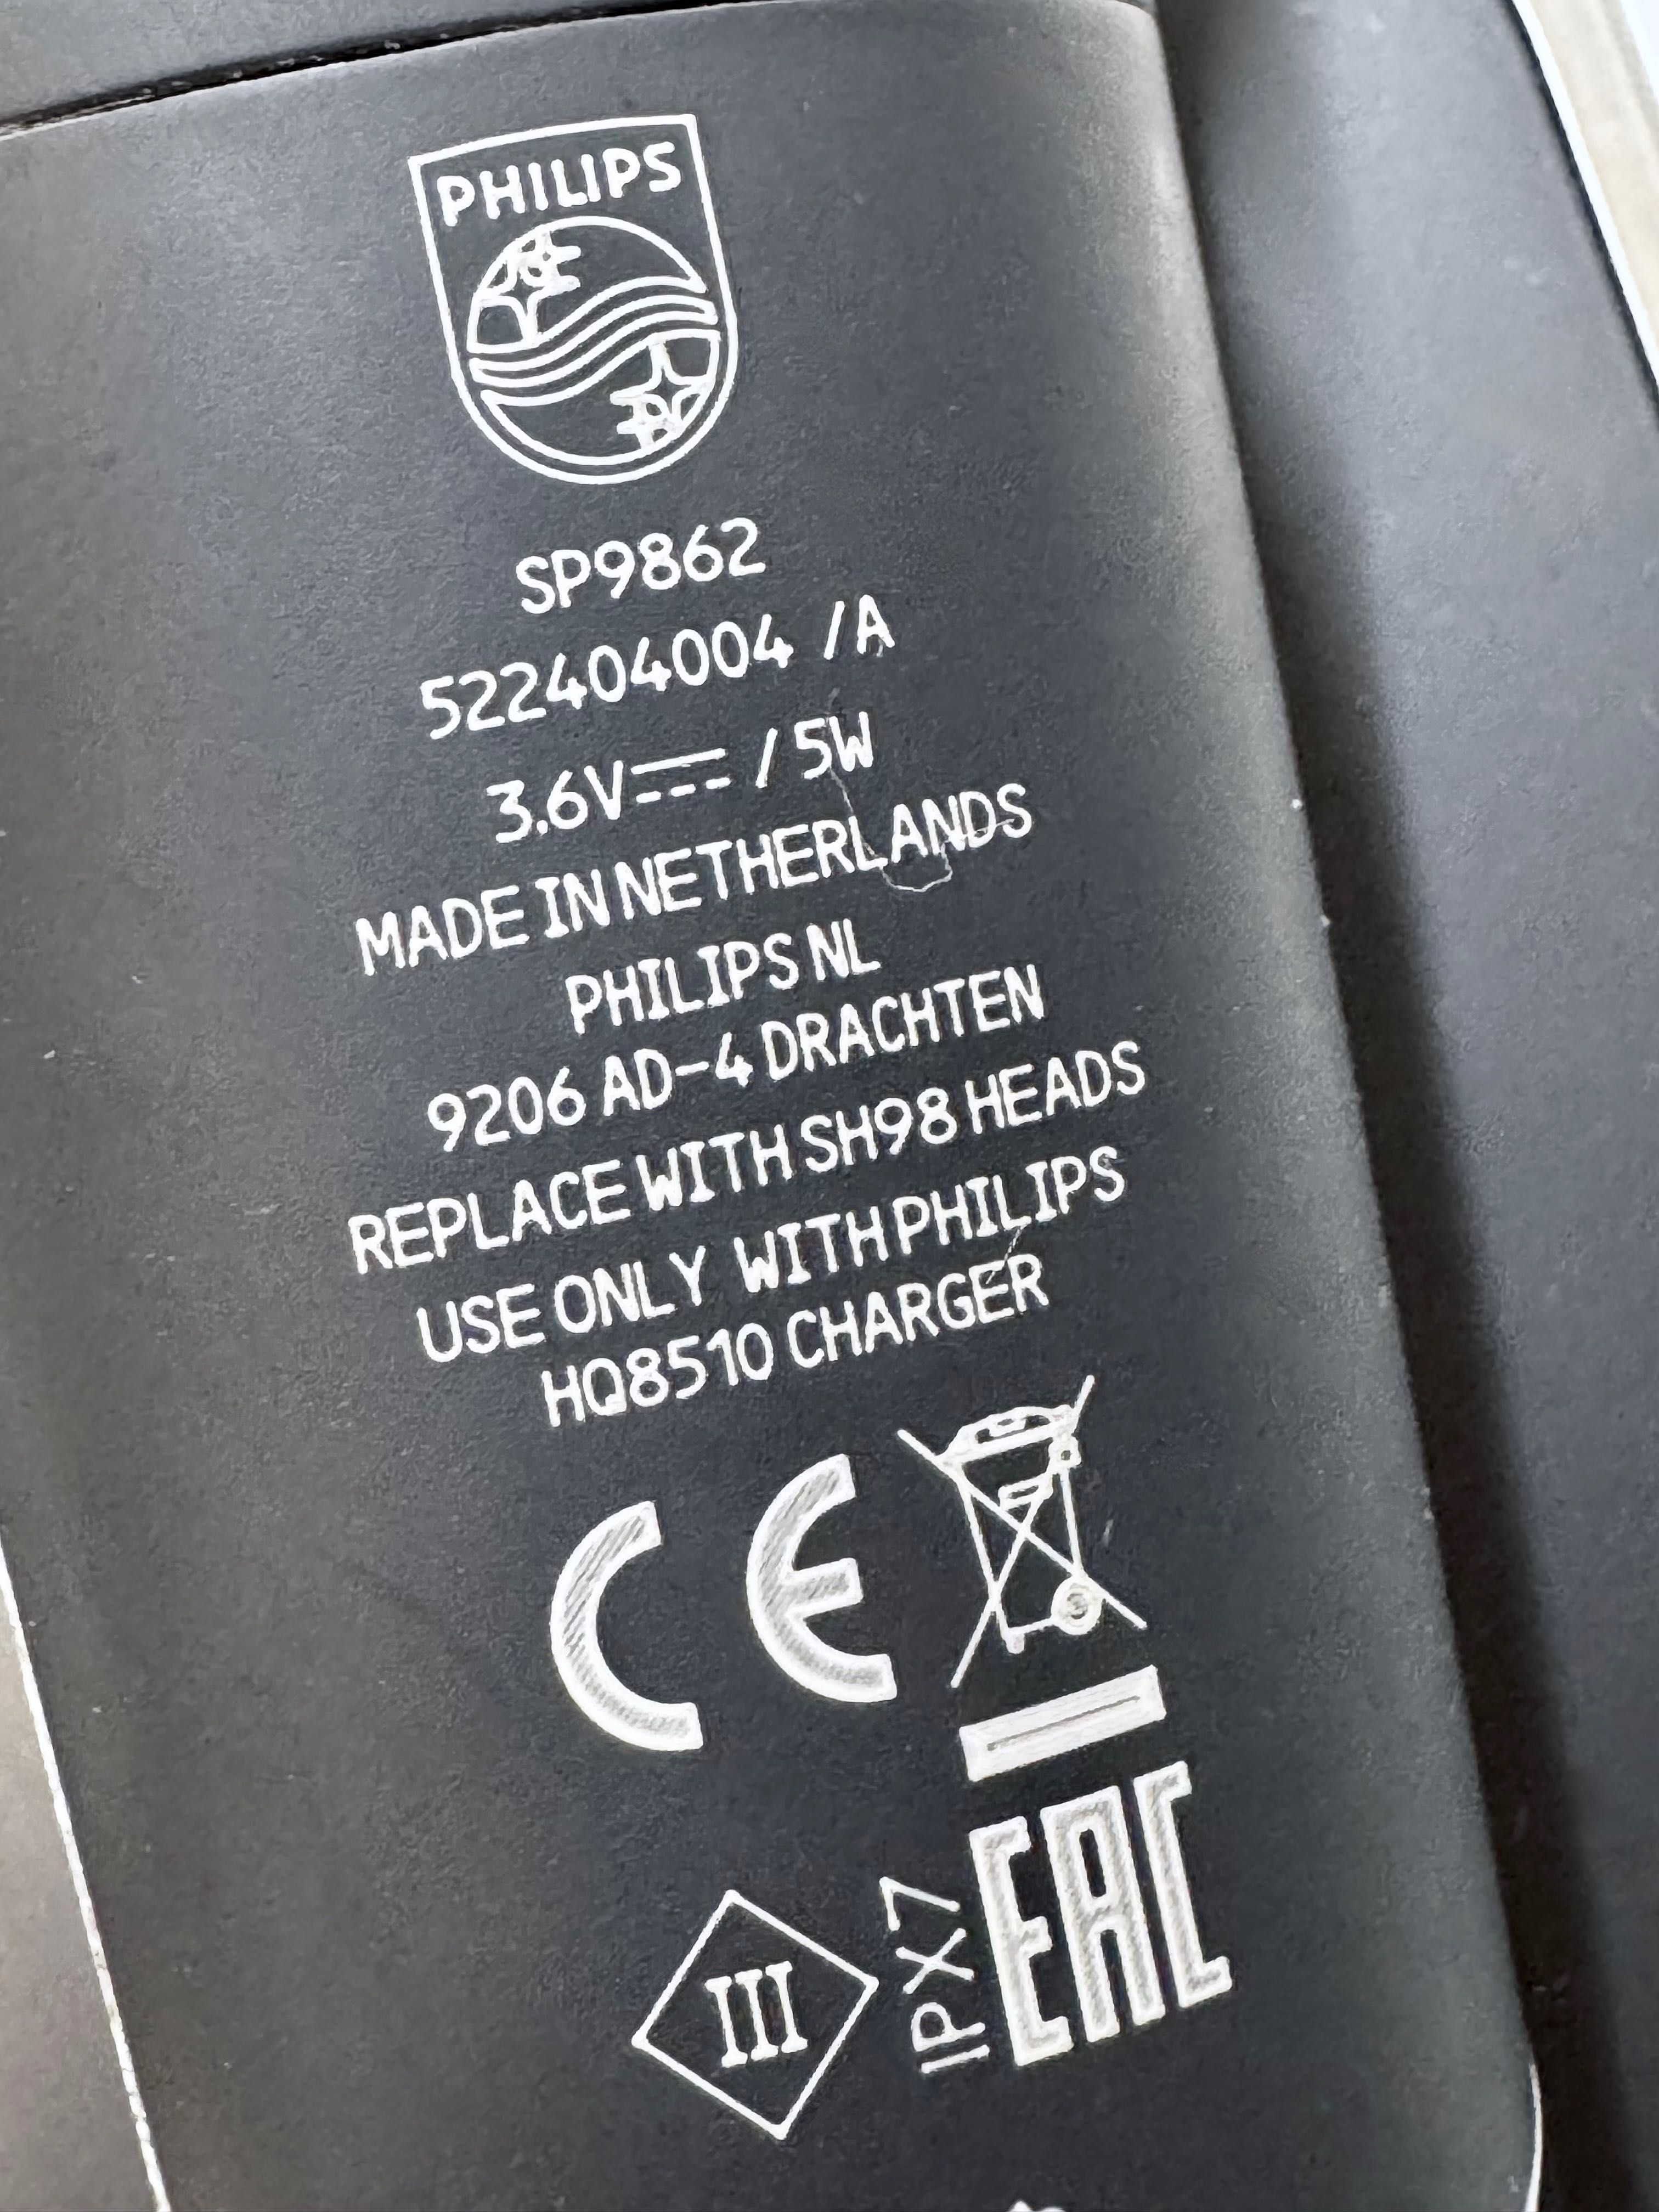 PHILIPS
SP9862
522404004 /A
3.6V⎓ / 5W
MADE IN NETHERLANDS
PHILIPS NL
9206 AD-4 DRACHTEN
REPLACE WITH SH98 HEADS
USE ONLY WITH PHILIPS
HQ8510 CHARGER
CE
EAC
IPX7
III